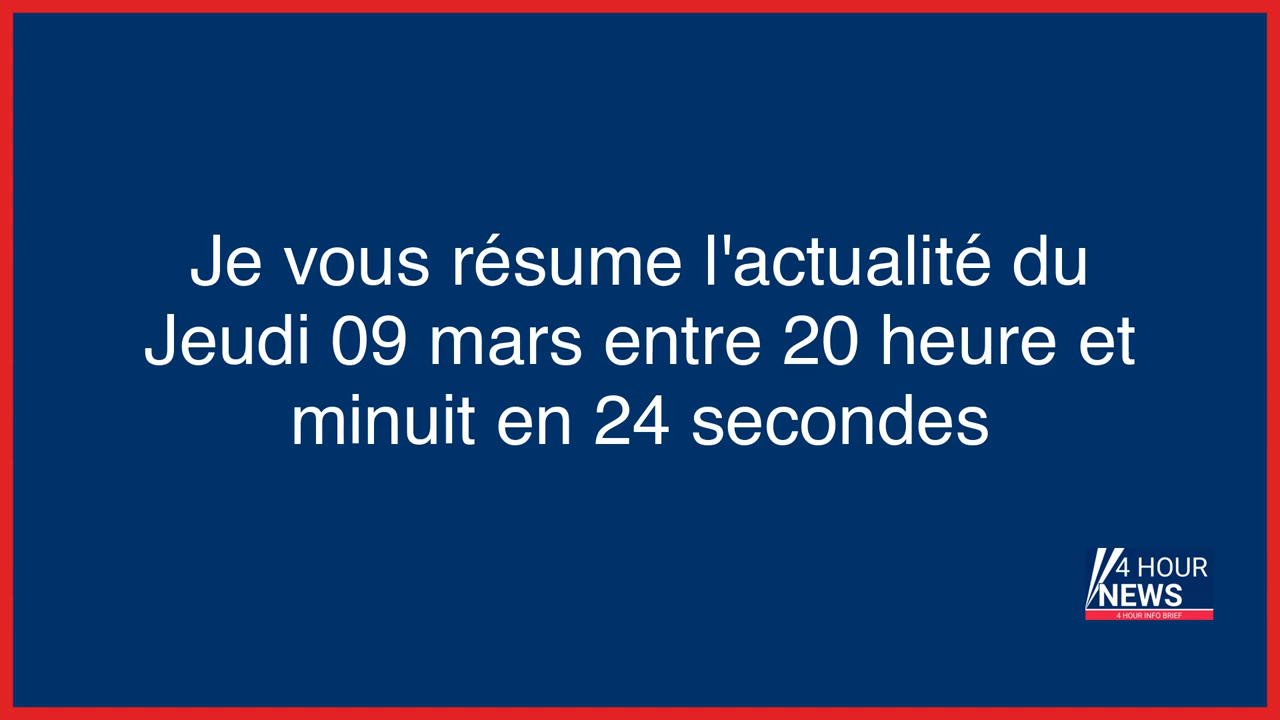 Je vous résume l'actualité du
Jeudi 09 mars entre 20 heure et
minuit en 24 secondes
4 HOUR
NEWS
4 HOUR INFO BRIEF